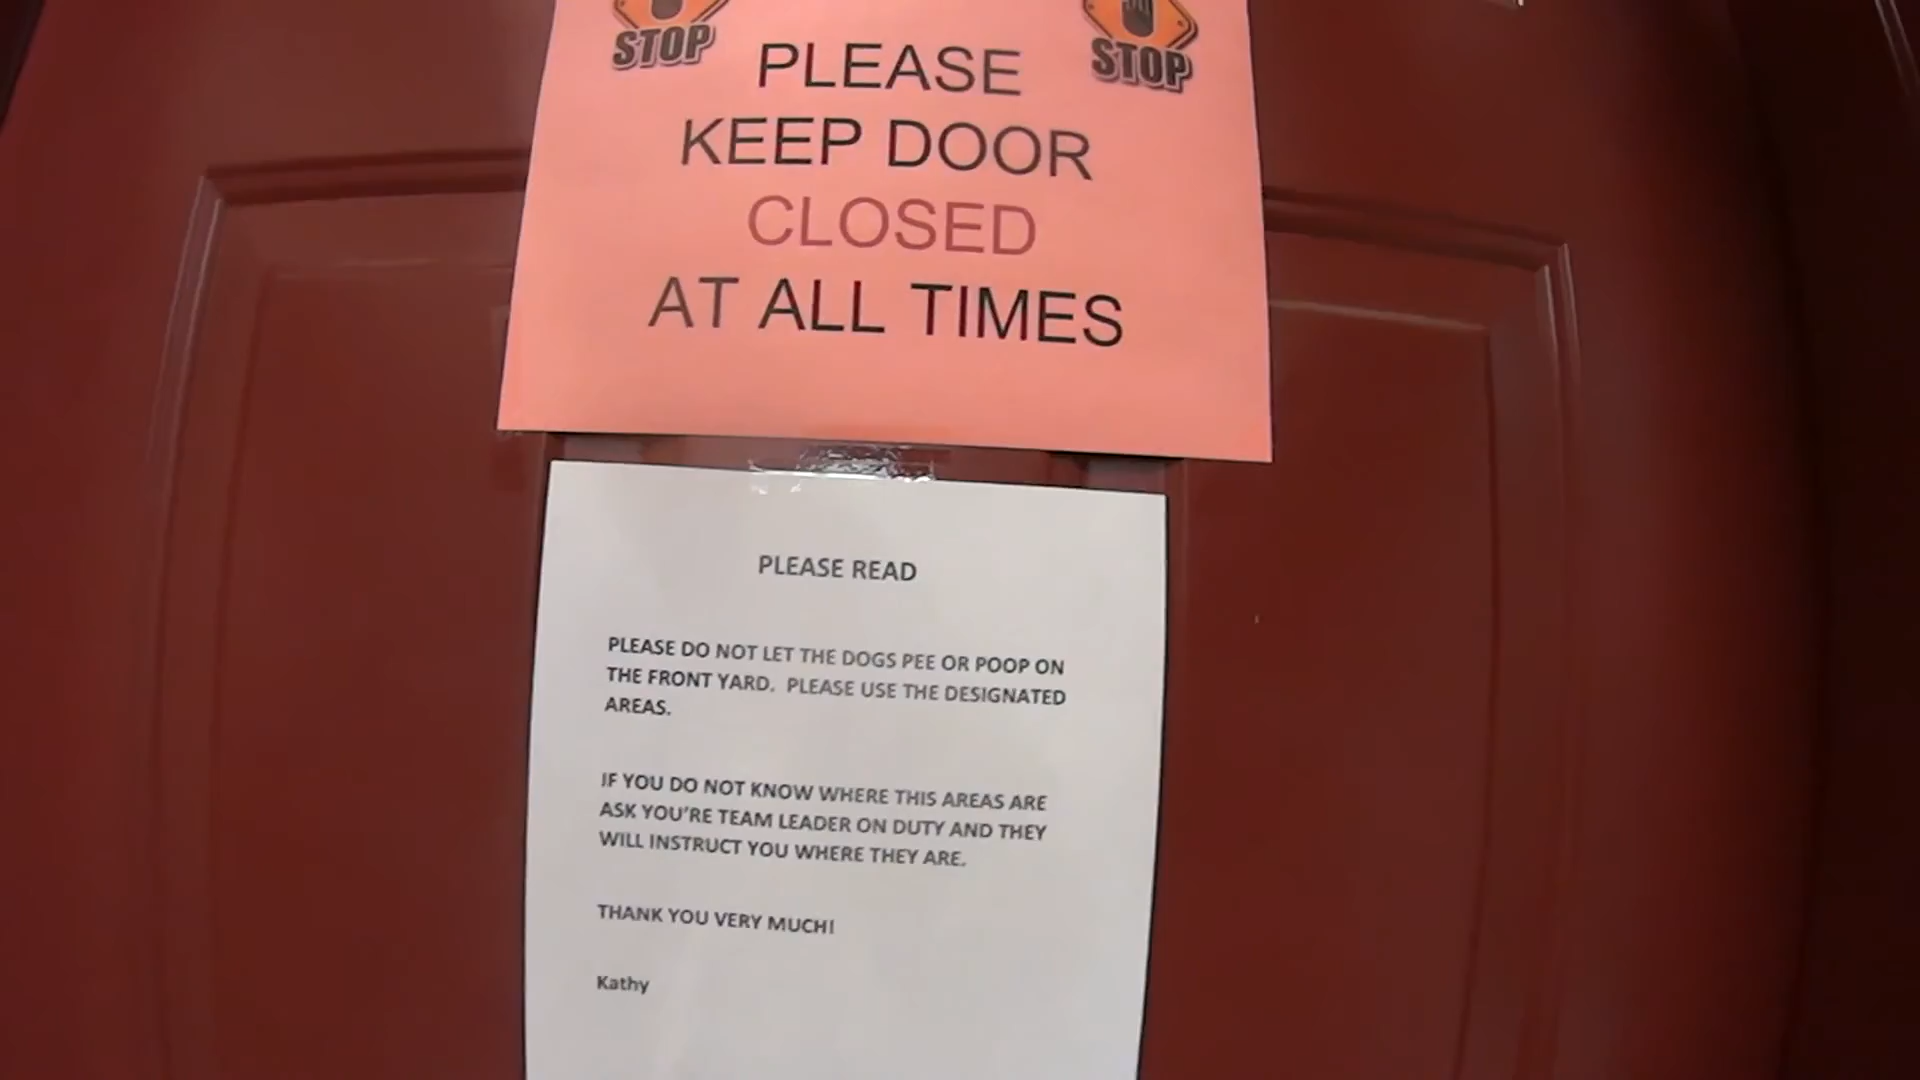 STOP STOP
PLEASE
KEEP DOOR
CLOSED
AT ALL TIMES
PLEASE READ
PLEASE DO NOT LET THE DOGS PEE OR POOP ON
THE FRONT YARD. PLEASE USE THE DESIGNATED
AREAS.
IF YOU DO NOT KNOW WHERE THIS AREAS ARE
ASK YOU'RE TEAM LEADER ON DUTY AND THEY
WILL INSTRUCT YOU WHERE THEY ARE.
THANK YOU VERY MUCH!
Kathy